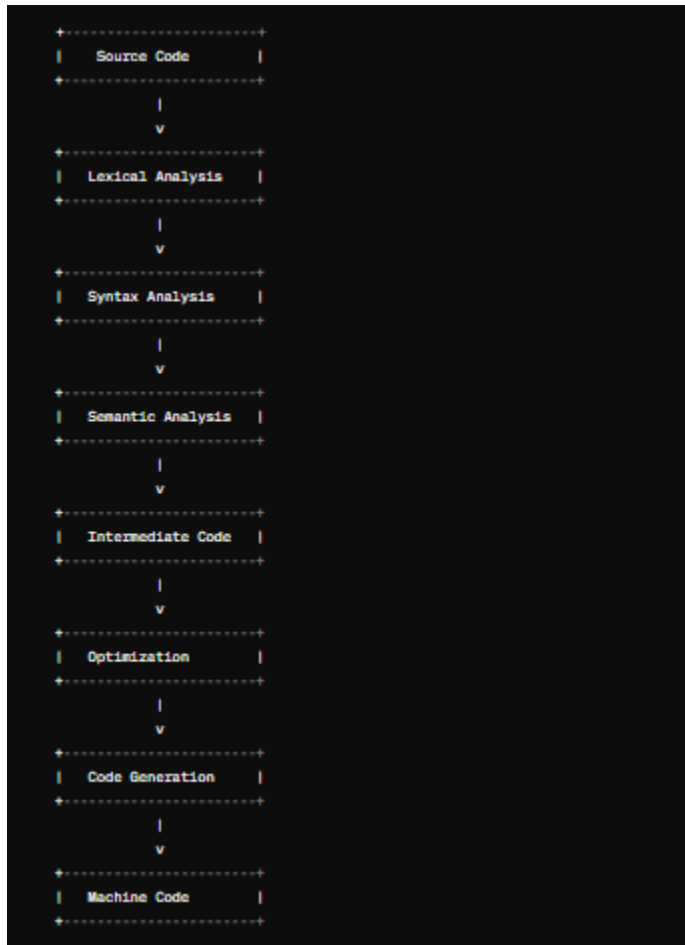 +-----------------------+
|    Source Code        |
+-----------------------+
            |
            v
+-----------------------+
|   Lexical Analysis    |
+-----------------------+
            |
            v
+-----------------------+
|   Syntax Analysis     |
+-----------------------+
            |
            v
+-----------------------+
|   Semantic Analysis   |
+-----------------------+
            |
            v
+-----------------------+
|   Intermediate Code   |
+-----------------------+
            |
            v
+-----------------------+
|   Optimization        |
+-----------------------+
            |
            v
+-----------------------+
|   Code Generation     |
+-----------------------+
            |
            v
+-----------------------+
|   Machine Code        |
+-----------------------+